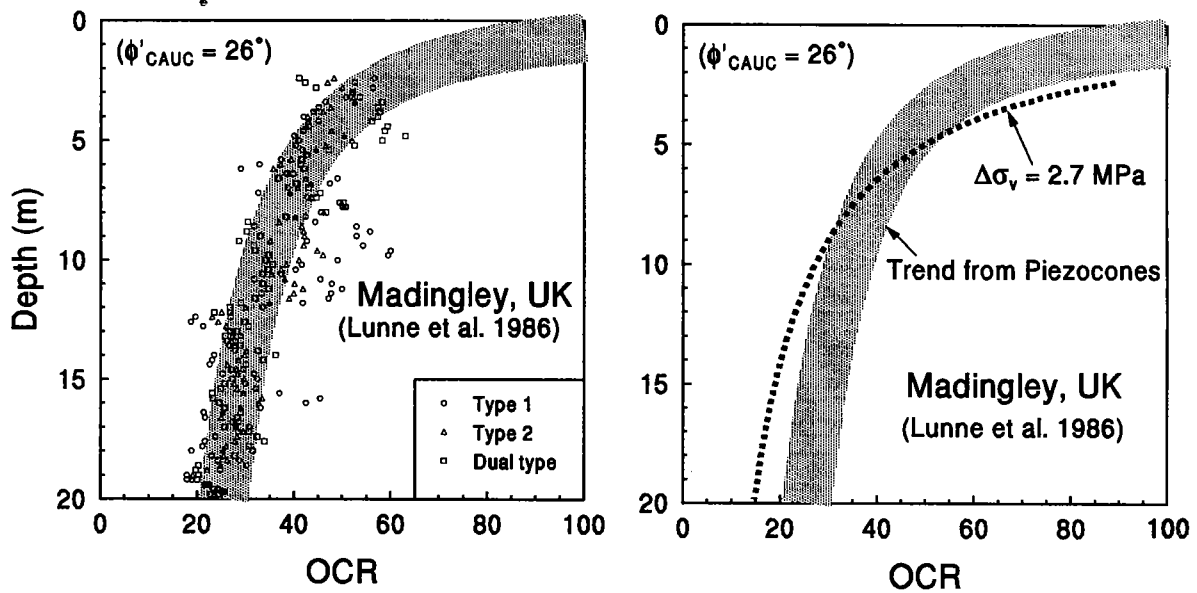 (ϕ'CAUC = 26°)
Madingley, UK
(Lunne et al. 1986)
Type 1
Type 2
Dual type
0
5
10
15
20
Depth (m)
0 20 40 60 80 100
OCR
(ϕ'CAUC = 26°)
Δσv = 2.7 MPa
Trend from Piezocones
Madingley, UK
(Lunne et al. 1986)
0
5
10
15
20
0 20 40 60 80 100
OCR